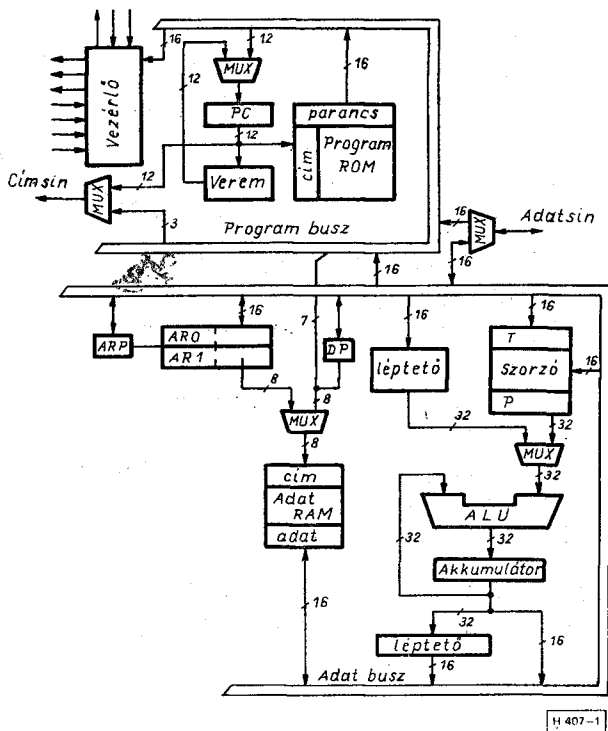 16
12
12
MUX
16
Vezérlő
PC
parancs
12
cím
Program
ROM
Verem
12
Címsín
MUX
3
Program busz
16
MUX
Adatsín
16
16
ARP
16
AR0
AR1
7
DP
16
léptető
16
T
Szorzó
16
P
8
8
MUX
8
32
32
MUX
32
cím
Adat
RAM
adat
ALU
32
32
Akkumulátor
16
32
16
léptető
16
Adat busz
H 407-1